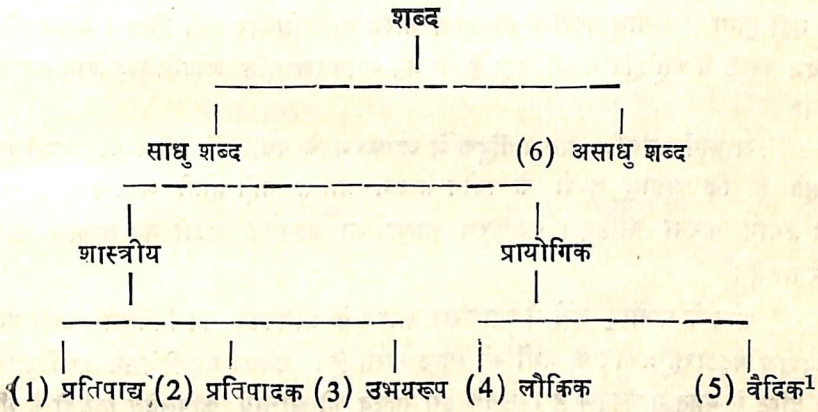 शब्द
साधु शब्द (6) असाधु शब्द
शास्त्रीय प्रायोगिक
(1) प्रतिपाद्य (2) प्रतिपादक (3) उभयरूप (4) लौकिक (5) वैदिक¹